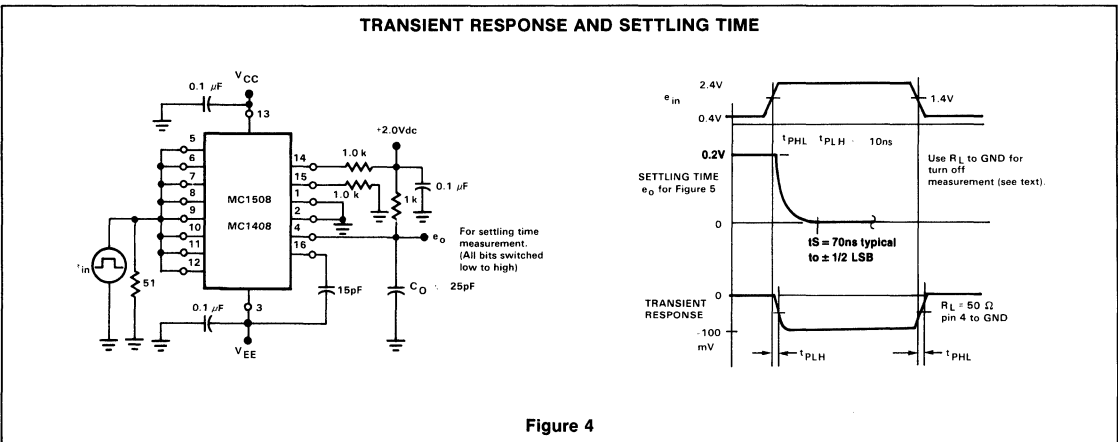 TRANSIENT RESPONSE AND SETTLING TIME
VCC
0.1 μF
13
5
6
7
8
9
10
11
12
MC1508
MC1408
14
15
1
2
4
16
1.0 k
1.0 k
+2.0Vdc
1k
0.1 μF
eo
For settling time
measurement.
(All bits switched
low to high)
in
51
15pF
CO
25pF
0.1 μF
3
VEE
e in
2.4V
0.4V
1.4V
tPHL tPLH 10ns
0.2V
SETTLING TIME
eo for Figure 5
0
Use RL to GND for
turn off
measurement (see text).
tS = 70ns typical
to ± 1/2 LSB
TRANSIENT
RESPONSE
0
-100
mV
RL = 50 Ω
pin 4 to GND
tPLH
tPHL
Figure 4